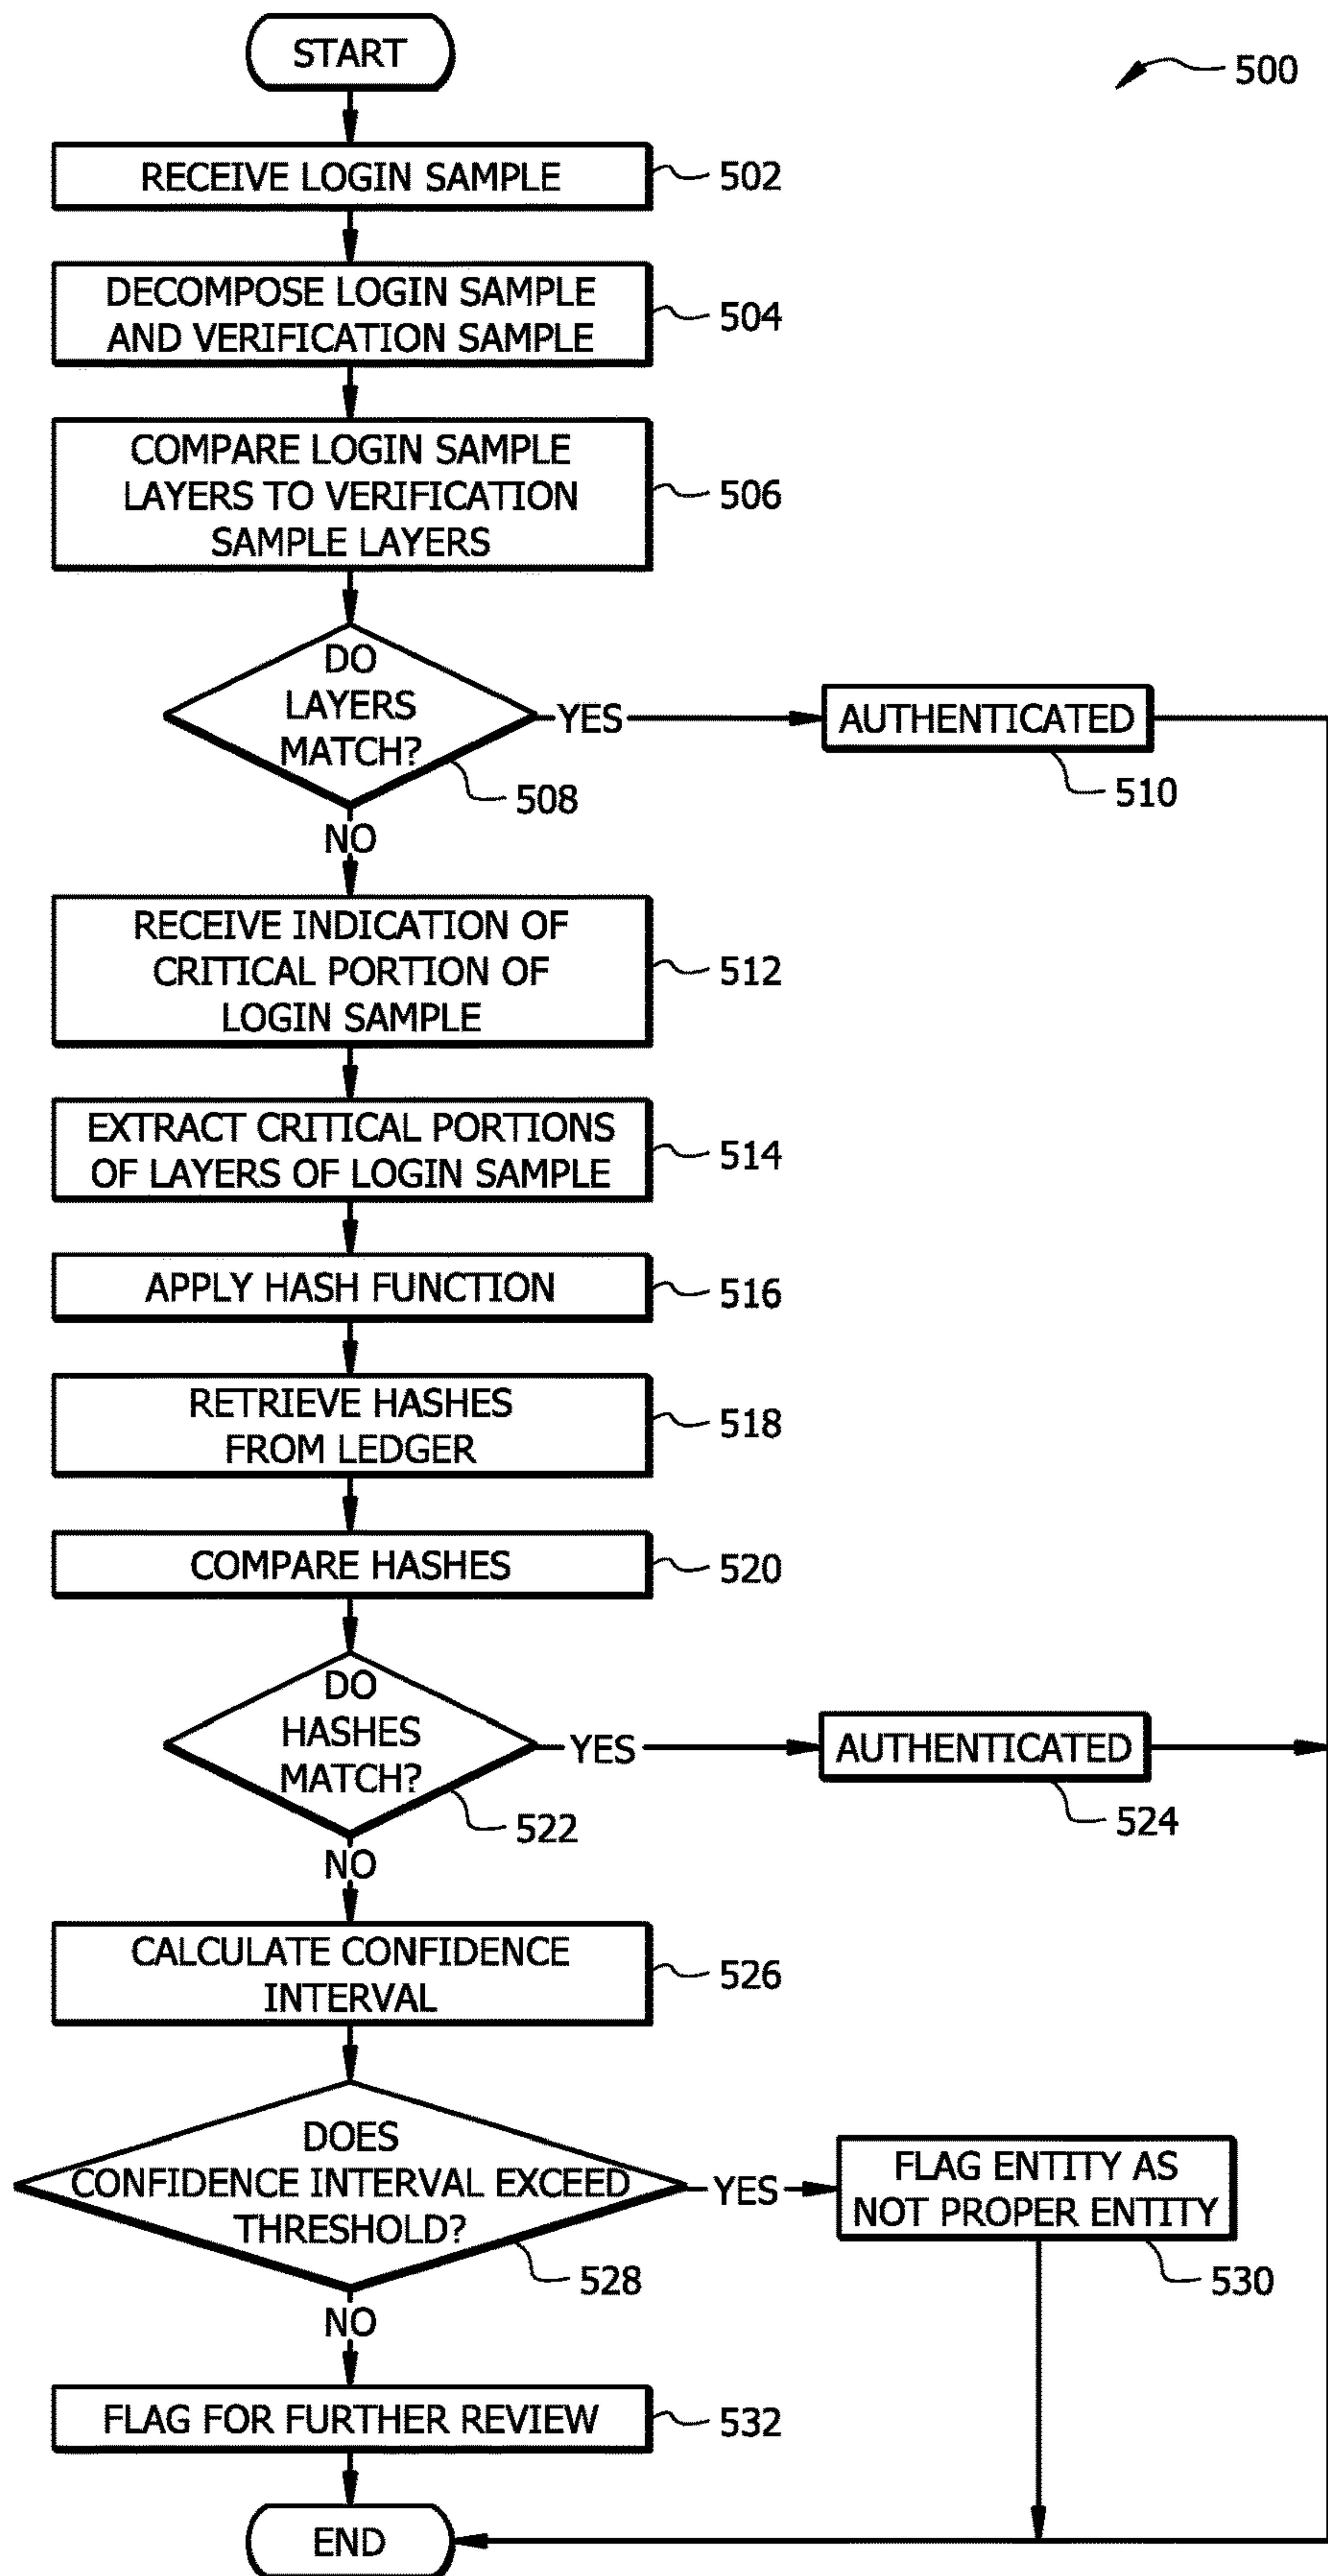 START
500
RECEIVE LOGIN SAMPLE
502
DECOMPOSE LOGIN SAMPLE
AND VERIFICATION SAMPLE
504
COMPARE LOGIN SAMPLE
LAYERS TO VERIFICATION
SAMPLE LAYERS
506
DO
LAYERS
MATCH?
508
YES
AUTHENTICATED
510
NO
RECEIVE INDICATION OF
CRITICAL PORTION OF
LOGIN SAMPLE
512
EXTRACT CRITICAL PORTIONS
OF LAYERS OF LOGIN SAMPLE
514
APPLY HASH FUNCTION
516
RETRIEVE HASHES
FROM LEDGER
518
COMPARE HASHES
520
DO
HASHES
MATCH?
522
YES
AUTHENTICATED
524
NO
CALCULATE CONFIDENCE
INTERVAL
526
DOES
CONFIDENCE INTERVAL EXCEED
THRESHOLD?
528
YES
FLAG ENTITY AS
NOT PROPER ENTITY
530
NO
FLAG FOR FURTHER REVIEW
532
END